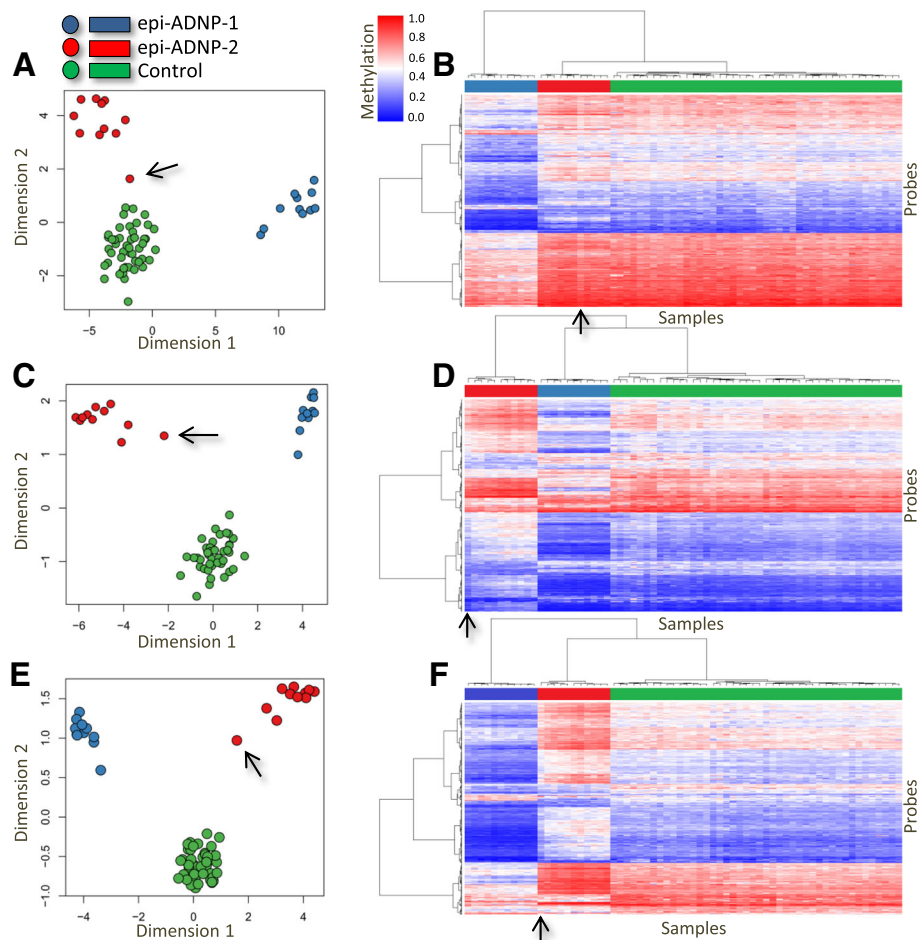 epi-ADNP-1
epi-ADNP-2
Control
Methylation
1.0
0.8
0.6
0.4
0.2
0.0
A
4
2
0
−2
Dimension 2
−5
0
5
10
Dimension 1
B
Probes
Samples
C
2
1
0
−1
Dimension 2
−6
−4
−2
0
2
4
Dimension 1
D
Probes
Samples
E
1.5
1.0
0.5
0.0
−0.5
−1.0
Dimension 2
−4
−2
0
2
4
Dimension 1
F
Probes
Samples